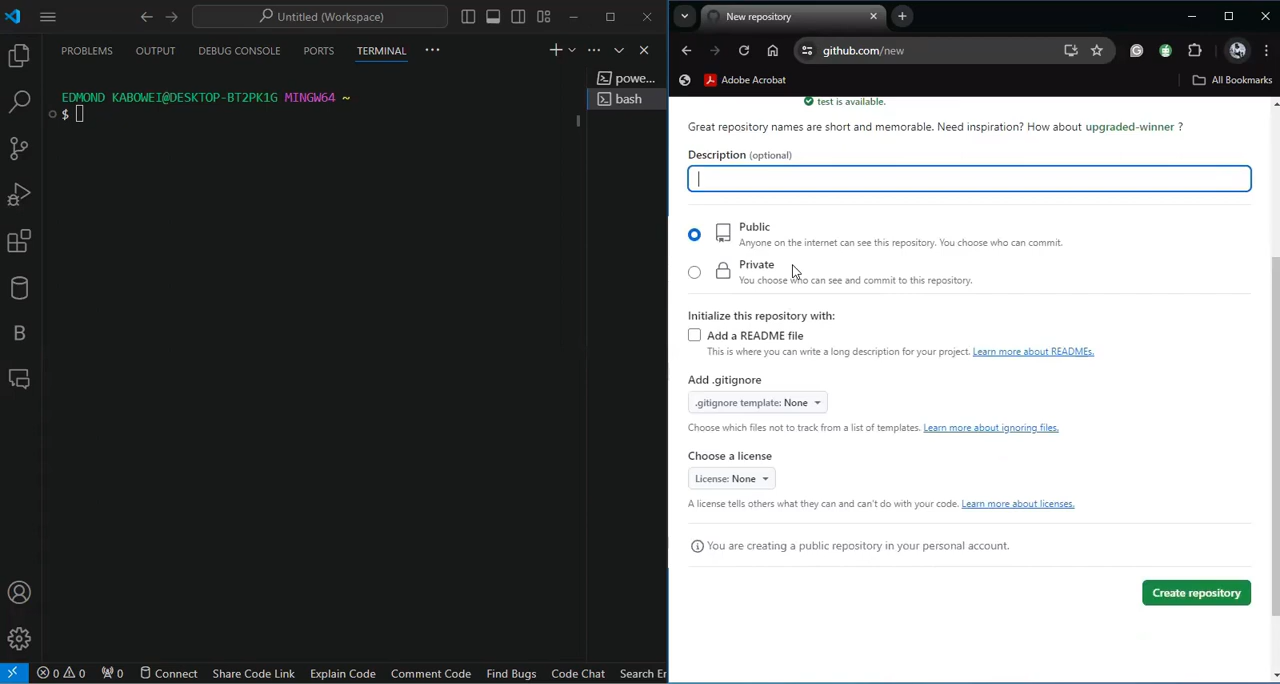 Untitled (Workspace)
PROBLEMS OUTPUT DEBUG CONSOLE PORTS TERMINAL
EDMOND KABOWEI@DESKTOP-BT2PK1G MINGW64 ~
$
powe...
bash
B
0 0 0 Connect Share Code Link Explain Code Comment Code Find Bugs Code Chat Search Er
New repository
github.com/new
Adobe Acrobat
All Bookmarks
test is available.
Great repository names are short and memorable. Need inspiration? How about upgraded-winner ?
Description (optional)
Public
Anyone on the internet can see this repository. You choose who can commit.
Private
You choose who can see and commit to this repository.
Initialize this repository with:
Add a README file
This is where you can write a long description for your project. Learn more about READMEs.
Add .gitignore
.gitignore template: None
Choose which files not to track from a list of templates. Learn more about ignoring files.
Choose a license
License: None
A license tells others what they can and can't do with your code. Learn more about licenses.
You are creating a public repository in your personal account.
Create repository